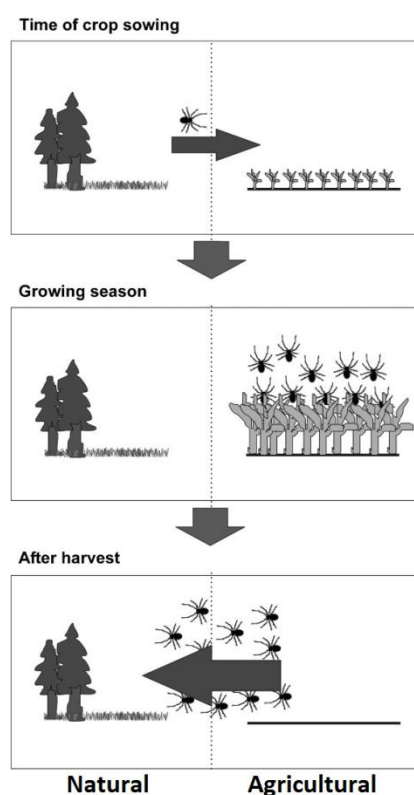 Time of crop sowing
Growing season
After harvest
Natural Agricultural